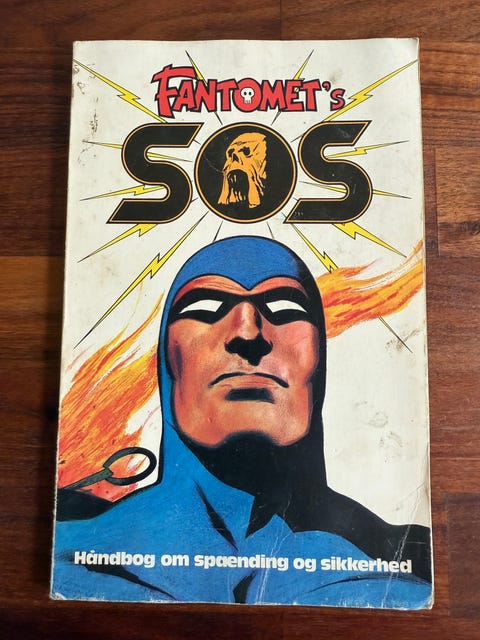 FANTOMET's
SOS
Håndbog om spænding og sikkerhed